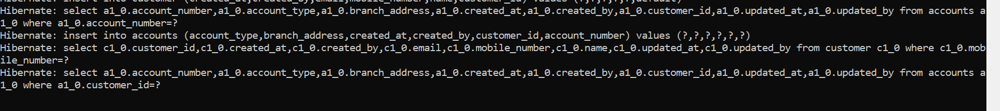 Hibernate: insert into customer (created_at,created_by,email,mobile_number,name,customer_id) values (?,?,?,?,?,default)
Hibernate: select a1_0.account_number,a1_0.account_type,a1_0.branch_address,a1_0.created_at,a1_0.created_by,a1_0.customer_id,a1_0.updated_at,a1_0.updated_by from accounts a
1_0 where a1_0.account_number=?
Hibernate: insert into accounts (account_type,branch_address,created_at,created_by,customer_id,account_number) values (?,?,?,?,?,?)
Hibernate: select c1_0.customer_id,c1_0.created_at,c1_0.created_by,c1_0.email,c1_0.mobile_number,c1_0.name,c1_0.updated_at,c1_0.updated_by from customer c1_0 where c1_0.mob
ile_number=?
Hibernate: select a1_0.account_number,a1_0.account_type,a1_0.branch_address,a1_0.created_at,a1_0.created_by,a1_0.customer_id,a1_0.updated_at,a1_0.updated_by from accounts a
1_0 where a1_0.customer_id=?